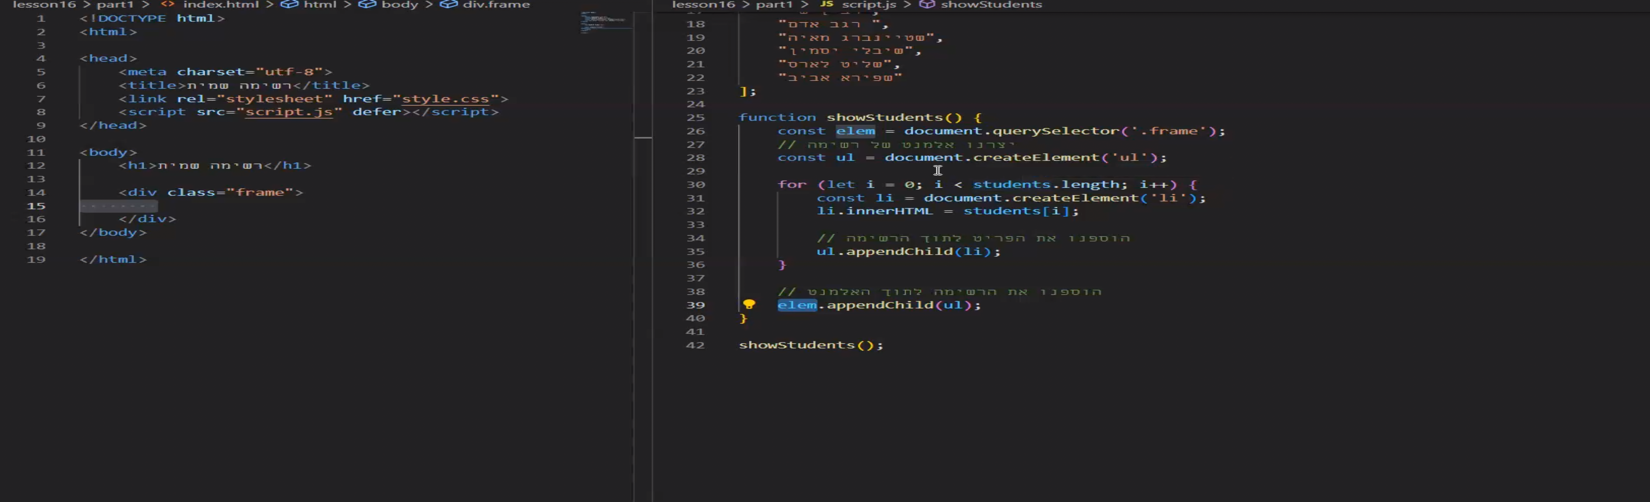 lesson16 > part1 > index.html > html > body > div.frame
1 <!DOCTYPE html>
2 <html>
3
4 <head>
5 <meta charset="utf-8">
6 <title>רשימה שמית</title>
7 <link rel="stylesheet" href="style.css">
8 <script src="script.js" defer></script>
9 </head>
10
11 <body>
12 <h1>רשימה שמית</h1>
13
14 <div class="frame">
15
16 </div>
17 </body>
18
19 </html>
lesson16 > part1 > JS script.js > showStudents
18 "רגב אדם ",
19 "שטיינברג מאיה",
20 "שיבלי יסמין",
21 "שליט לארס",
22 "שפירא אביב"
23 ];
24
25 function showStudents() {
26 const elem = document.querySelector('.frame');
27 // יצרנו אלמנט של רשימה
28 const ul = document.createElement('ul');
29
30 for (let i = 0; i < students.length; i++) {
31 const li = document.createElement('li');
32 li.innerHTML = students[i];
33
34 // הוספנו את הפריט לתוך הרשימה
35 ul.appendChild(li);
36 }
37
38 // הוספנו את הרשימה לתוך האלמנט
39 elem.appendChild(ul);
40 }
41
42 showStudents();